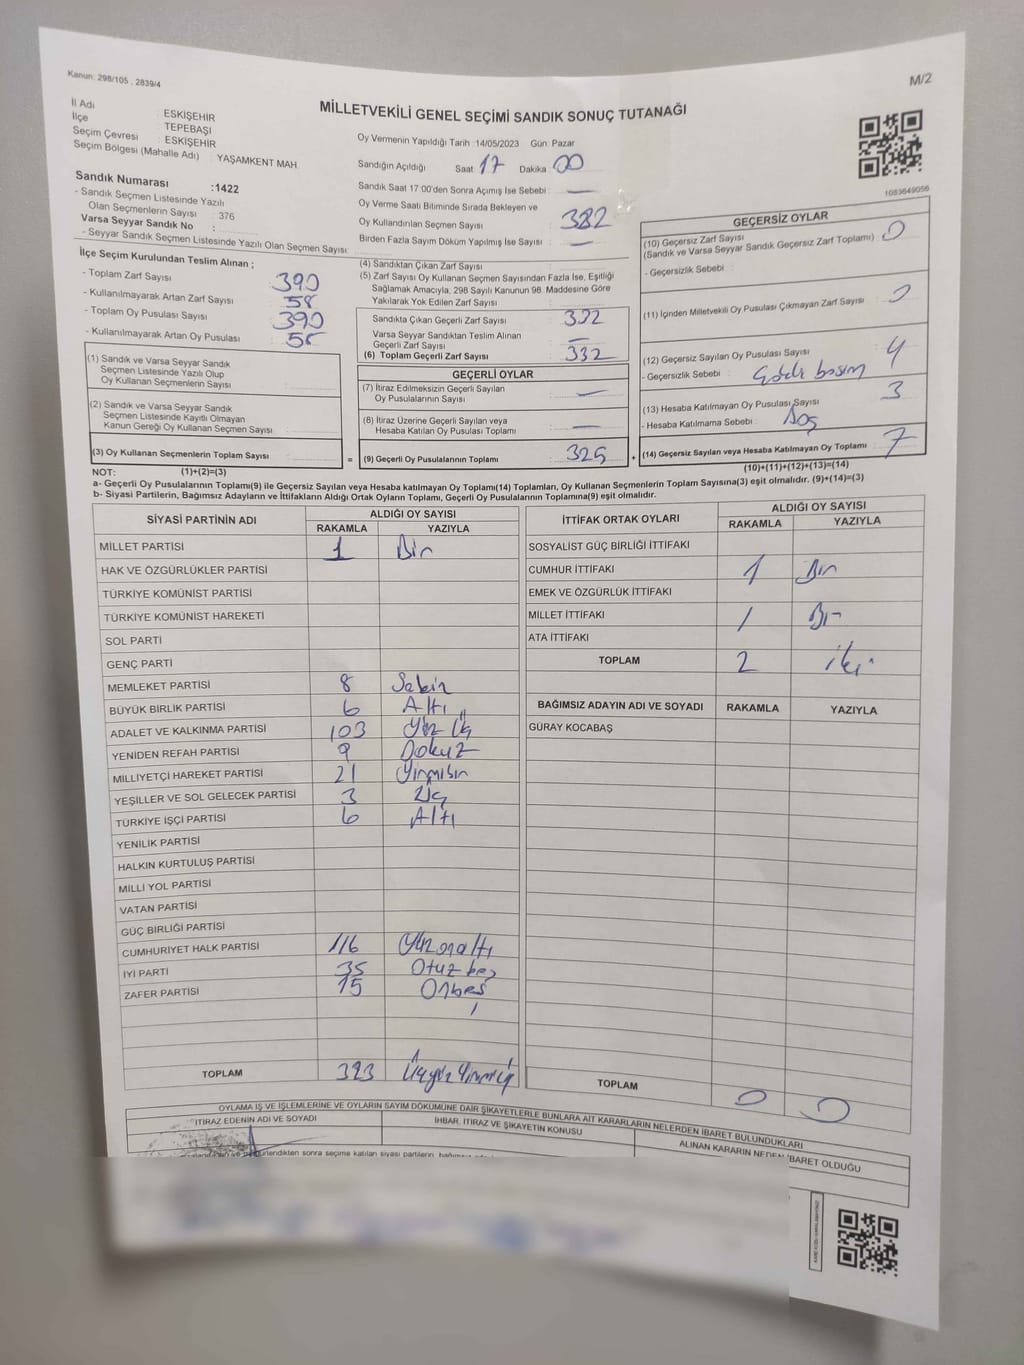 Kanun: 298/105 , 2839/4
M/2
MİLLETVEKİLİ GENEL SEÇİMİ SANDIK SONUÇ TUTANAĞI
İl Adı : ESKİŞEHİR
İlçe : TEPEBAŞI
Seçim Çevresi : ESKİŞEHİR
Seçim Bölgesi (Mahalle Adı) : YAŞAMKENT MAH.
Sandık Numarası :1422
- Sandık Seçmen Listesinde Yazılı
Olan Seçmenlerin Sayısı : 376
Varsa Seyyar Sandık No :
- Seyyar Sandık Seçmen Listesinde Yazılı Olan Seçmen Sayısı:
İlçe Seçim Kurulundan Teslim Alınan ;
- Toplam Zarf Sayısı 390
- Kullanılmayarak Artan Zarf Sayısı 58
- Toplam Oy Pusulası Sayısı 390
- Kullanılmayarak Artan Oy Pusulası
Oy Vermenin Yapıldığı Tarih :14/05/2023 Gün: Pazar
Sandığın Açıldığı Saat 17 Dakika 00
Sandık Saat 17:00'den Sonra Açımış İse Sebebi : —
Oy Verme Saati Bitiminde Sırada Bekleyen ve
Oy Kullandırılan Seçmen Sayısı : 332
Birden Fazla Sayım Döküm Yapılmış İse Sayısı : —
(4) Sandıktan Çıkan Zarf Sayısı :
(5) Zarf Sayısı Oy Kullanan Seçmen Sayısından Fazla İse, Eşitliği
Sağlamak Amacıyla, 298 Sayılı Kanunun 98. Maddesine Göre
Yakılarak Yok Edilen Zarf Sayısı :
Sandıkta Çıkan Geçerli Zarf Sayısı : 332
Varsa Seyyar Sandıktan Teslim Alınan
Geçerli Zarf Sayısı : —
(6) Toplam Geçerli Zarf Sayısı : 332
GEÇERSİZ OYLAR
1083649056
(10) Geçersiz Zarf Sayısı : 0
(Sandık ve Varsa Seyyar Sandık Geçersiz Zarf Toplamı)
- Geçersizlik Sebebi :
(11) İçinden Milletvekili Oy Pusulası Çıkmayan Zarf Sayısı : 0
(12) Geçersiz Sayılan Oy Pusulası Sayısı : 4
- Geçersizlik Sebebi :
(13) Hesaba Katılmayan Oy Pusulası Sayısı : 3
- Hesaba Katılmama Sebebi : Boş
(14) Geçersiz Sayılan veya Hesaba Katılmayan Oy Toplamı : 7
(10)+(11)+(12)+(13)=(14)
(1) Sandık ve Varsa Seyyar Sandık
Seçmen Listesinde Yazılı Olup
Oy Kullanan Seçmenlerin Sayısı :
(2) Sandık ve Varsa Seyyar Sandık
Seçmen Listesinde Kayıtlı Olmayan
Kanun Gereği Oy Kullanan Seçmen Sayısı :
(3) Oy Kullanan Seçmenlerin Toplam Sayısı :
(1)+(2)=(3)
GEÇERLİ OYLAR
(7) İtiraz Edilmeksizin Geçerli Sayılan
Oy Pusulalarının Sayısı : —
(8) İtiraz Üzerine Geçerli Sayılan veya
Hesaba Katılan Oy Pusulası Toplamı : —
= (9) Geçerli Oy Pusulalarının Toplamı : 325 +
NOT:
a- Geçerli Oy Pusulalarının Toplamı(9) ile Geçersiz Sayılan veya Hesaba Katılmayan Oy Toplamı(14) Toplamları, Oy Kullanan Seçmenlerin Toplam Sayısına(3) eşit olmalıdır. (9)+(14)=(3)
b- Siyasi Partilerin, Bağımsız Adayların ve İttifakların Aldığı Ortak Oyların Toplamı, Geçerli Oy Pusulalarının Toplamına(9) eşit olmalıdır.
SİYASİ PARTİNİN ADI ALDIĞI OY SAYISI
RAKAMLA YAZIYLA
MİLLET PARTİSİ 1 Bir
HAK VE ÖZGÜRLÜKLER PARTİSİ
TÜRKİYE KOMÜNİST PARTİSİ
TÜRKİYE KOMÜNİST HAREKETİ
SOL PARTİ
GENÇ PARTİ
MEMLEKET PARTİSİ 8 Sekiz
BÜYÜK BİRLİK PARTİSİ 6 Altı
ADALET VE KALKINMA PARTİSİ 103 Yüz Üç
YENİDEN REFAH PARTİSİ 9 Dokuz
MİLLİYETÇİ HAREKET PARTİSİ 21 Yirmibir
YEŞİLLER VE SOL GELECEK PARTİSİ 3 Üç
TÜRKİYE İŞÇİ PARTİSİ 6 Altı
YENİLİK PARTİSİ
HALKIN KURTULUŞ PARTİSİ
MİLLİ YOL PARTİSİ
VATAN PARTİSİ
GÜÇ BİRLİĞİ PARTİSİ
CUMHURİYET HALK PARTİSİ 116 Yüzonaltı
İYİ PARTİ 35 Otuz beş
ZAFER PARTİSİ 15 Onbeş
TOPLAM 323 Üçyüz Yirmiüç
İTTİFAK ORTAK OYLARI ALDIĞI OY SAYISI
RAKAMLA YAZIYLA
SOSYALİST GÜÇ BİRLİĞİ İTTİFAKI
CUMHUR İTTİFAKI 1 Bir
EMEK VE ÖZGÜRLÜK İTTİFAKI
MİLLET İTTİFAKI 1 Bir
ATA İTTİFAKI
TOPLAM 2 iki
BAĞIMSIZ ADAYIN ADI VE SOYADI RAKAMLA YAZIYLA
GÜRAY KOCABAŞ
TOPLAM 0 0
OYLAMA İŞ VE İŞLEMLERİNE VE OYLARIN SAYIM DÖKÜMÜNE DAİR ŞİKAYETLERLE BUNLARA AİT KARARLARIN NELERDEN İBARET BULUNDUKLARI
İTİRAZ EDENİN ADI VE SOYADI
İHBAR, İTİRAZ VE ŞİKAYETİN KONUSU
ALINAN KARARIN NEDEN İBARET OLDUĞU